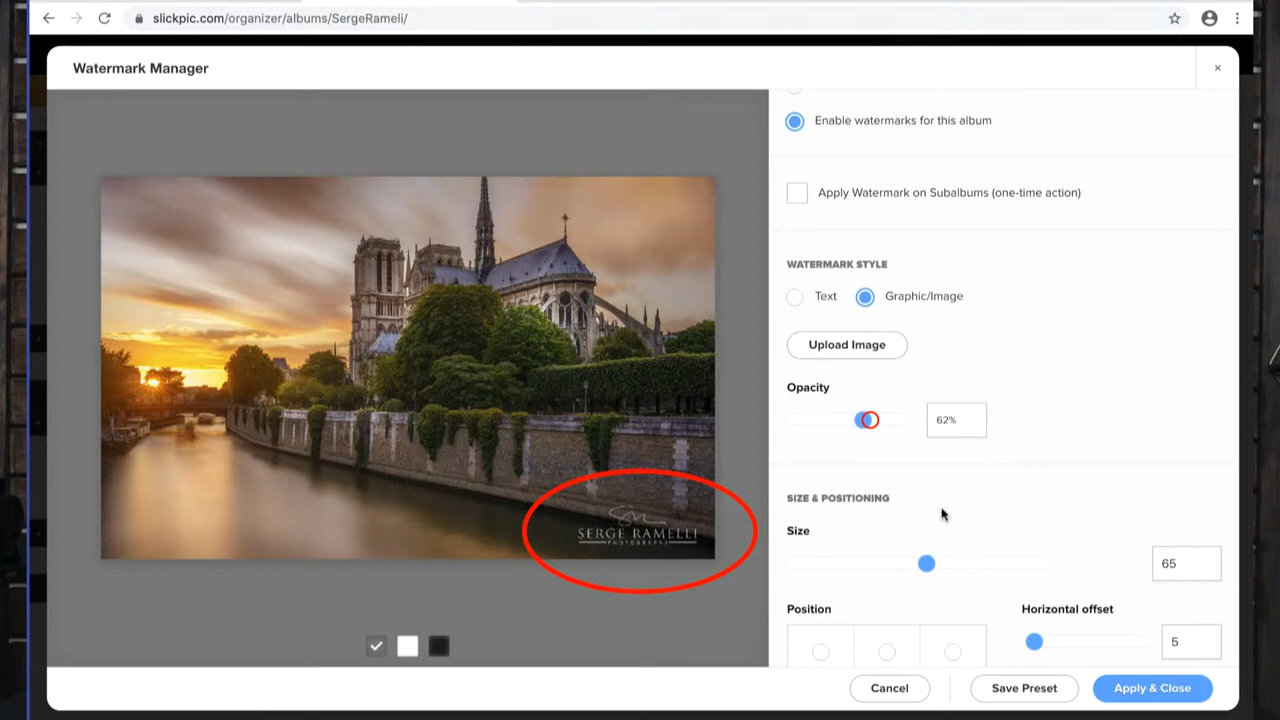 slickpic.com/organizer/albums/SergeRameli/
Watermark Manager
×
Enable watermarks for this album
Apply Watermark on Subalbums (one-time action)
WATERMARK STYLE
Text
Graphic/Image
Upload Image
Opacity
62%
SIZE & POSITIONING
Size
65
Position
Horizontal offset
5
SERGE RAMELLI
PHOTOGRAPHY
Cancel
Save Preset
Apply & Close